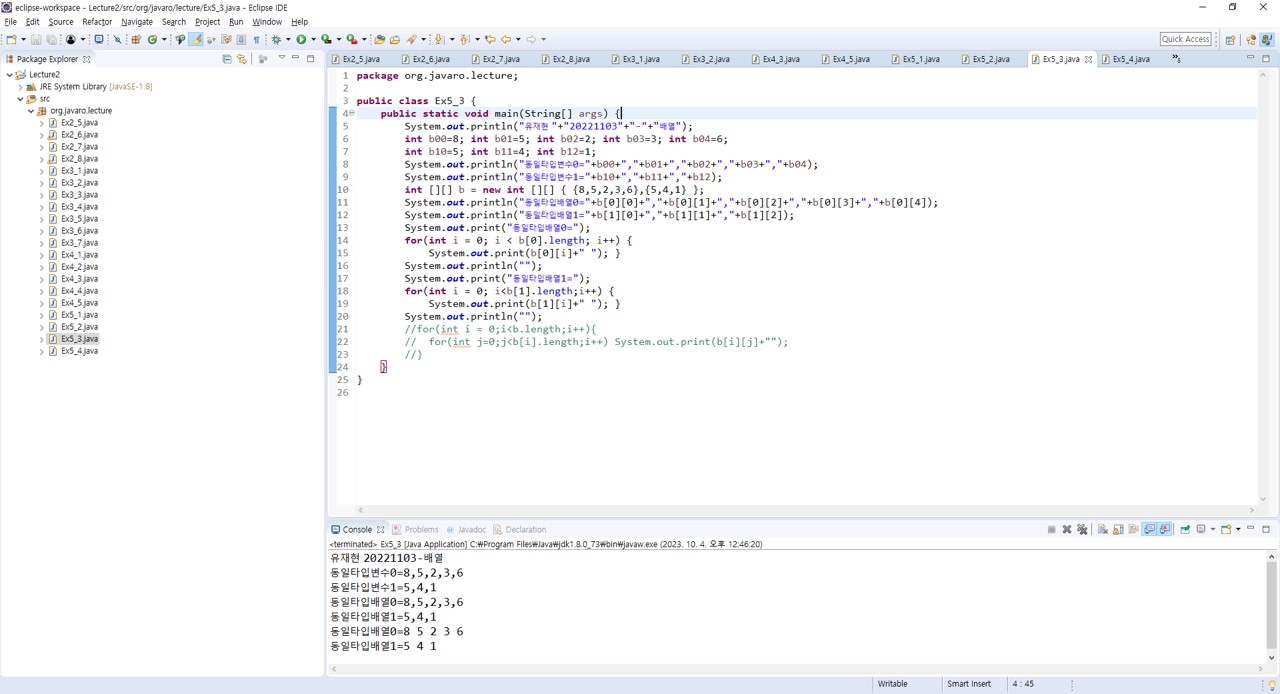 eclipse-workspace - Lecture2/src/org/javaro/lecture/Ex5_3.java - Eclipse IDE
File Edit Source Refactor Navigate Search Project Run Window Help
Quick Access
Package Explorer
Ex2_5.java Ex2_6.java Ex2_7.java Ex2_8.java Ex3_1.java Ex3_2.java Ex4_3.java Ex4_5.java Ex5_1.java Ex5_2.java Ex5_3.java Ex5_4.java »5
Lecture2
JRE System Library [JavaSE-1.8]
src
org.javaro.lecture
Ex2_5.java
Ex2_6.java
Ex2_7.java
Ex2_8.java
Ex3_1.java
Ex3_2.java
Ex3_3.java
Ex3_4.java
Ex3_5.java
Ex3_6.java
Ex3_7.java
Ex4_1.java
Ex4_2.java
Ex4_3.java
Ex4_4.java
Ex4_5.java
Ex5_1.java
Ex5_2.java
Ex5_3.java
Ex5_4.java
1 package org.javaro.lecture;
2
3 public class Ex5_3 {
4 public static void main(String[] args) {
5 System.out.println("유재현 "+"20221103"+"-"+"배열");
6 int b00=8; int b01=5; int b02=2; int b03=3; int b04=6;
7 int b10=5; int b11=4; int b12=1;
8 System.out.println("동일타입변수0="+b00+","+b01+","+b02+","+b03+","+b04);
9 System.out.println("동일타입변수1="+b10+","+b11+","+b12);
10 int [][] b = new int [][] { {8,5,2,3,6},{5,4,1} };
11 System.out.println("동일타입배열0="+b[0][0]+","+b[0][1]+","+b[0][2]+","+b[0][3]+","+b[0][4]);
12 System.out.println("동일타입배열1="+b[1][0]+","+b[1][1]+","+b[1][2]);
13 System.out.print("동일타입배열0=");
14 for(int i = 0; i < b[0].length; i++) {
15 System.out.print(b[0][i]+" "); }
16 System.out.println("");
17 System.out.print("동일타입배열1=");
18 for(int i = 0; i<b[1].length;i++) {
19 System.out.print(b[1][i]+" "); }
20 System.out.println("");
21 //for(int i = 0;i<b.length;i++){
22 // for(int j=0;j<b[i].length;i++) System.out.print(b[i][j]+"");
23 //}
24 }
25 }
26
Console Problems Javadoc Declaration
<terminated> Ex5_3 [Java Application] C:₩Program Files₩Java₩jdk1.8.0_73₩bin₩javaw.exe (2023. 10. 4. 오후 12:46:20)
유재현 20221103-배열
동일타입변수0=8,5,2,3,6
동일타입변수1=5,4,1
동일타입배열0=8,5,2,3,6
동일타입배열1=5,4,1
동일타입배열0=8 5 2 3 6
동일타입배열1=5 4 1
Writable Smart Insert 4 : 45